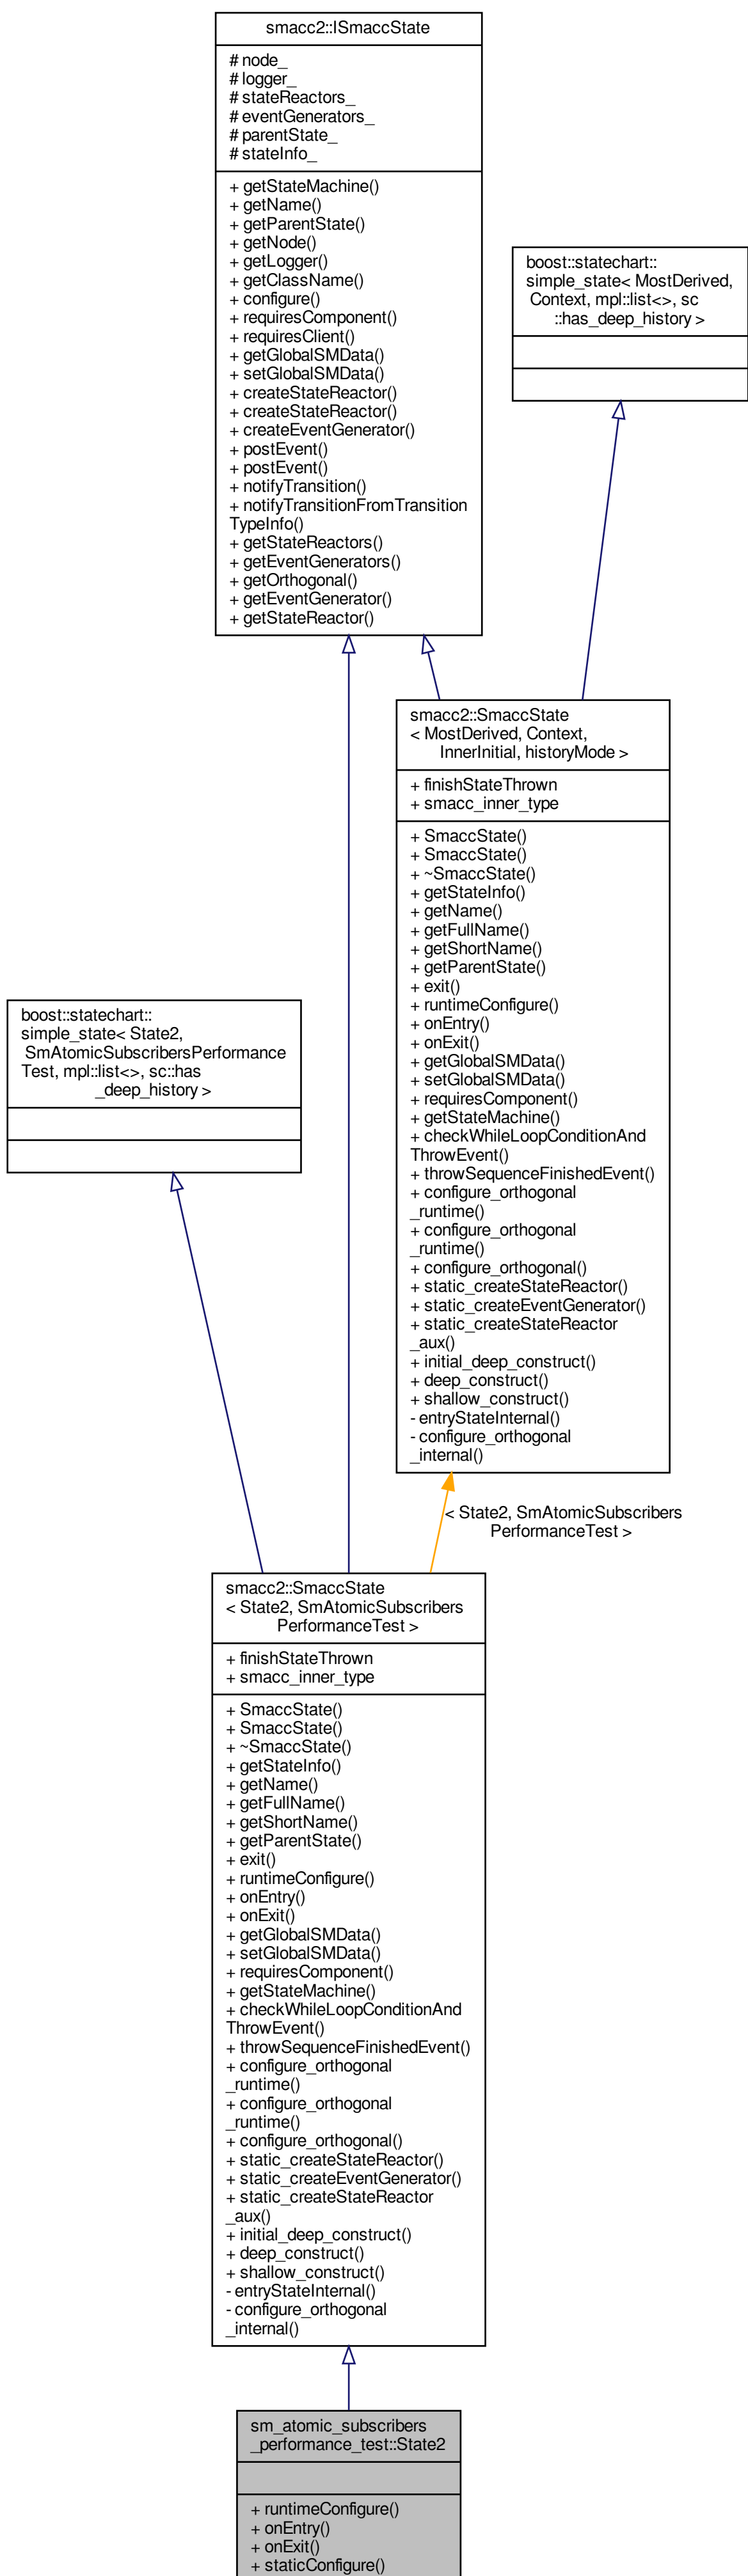 smacc2::ISmaccState
# node_
# logger_
# stateReactors_
# eventGenerators_
# parentState_
# stateInfo_
+ getStateMachine()
+ getName()
+ getParentState()
+ getNode()
+ getLogger()
+ getClassName()
+ configure()
+ requiresComponent()
+ requiresClient()
+ getGlobalSMData()
+ setGlobalSMData()
+ createStateReactor()
+ createStateReactor()
+ createEventGenerator()
+ postEvent()
+ postEvent()
+ notifyTransition()
+ notifyTransitionFromTransition
TypeInfo()
+ getStateReactors()
+ getEventGenerators()
+ getOrthogonal()
+ getEventGenerator()
+ getStateReactor()
boost::statechart::
simple_state< MostDerived,
Context, mpl::list<>, sc
::has_deep_history >
smacc2::SmaccState
< MostDerived, Context,
InnerInitial, historyMode >
+ finishStateThrown
+ smacc_inner_type
+ SmaccState()
+ SmaccState()
+ ~SmaccState()
+ getStateInfo()
+ getName()
+ getFullName()
+ getShortName()
+ getParentState()
+ exit()
+ runtimeConfigure()
+ onEntry()
+ onExit()
+ getGlobalSMData()
+ setGlobalSMData()
+ requiresComponent()
+ getStateMachine()
+ checkWhileLoopConditionAnd
ThrowEvent()
+ throwSequenceFinishedEvent()
+ configure_orthogonal
_runtime()
+ configure_orthogonal
_runtime()
+ configure_orthogonal()
+ static_createStateReactor()
+ static_createEventGenerator()
+ static_createStateReactor
_aux()
+ initial_deep_construct()
+ deep_construct()
+ shallow_construct()
- entryStateInternal()
- configure_orthogonal
_internal()
boost::statechart::
simple_state< State2,
SmAtomicSubscribersPerformance
Test, mpl::list<>, sc::has
_deep_history >
< State2, SmAtomicSubscribers
PerformanceTest >
smacc2::SmaccState
< State2, SmAtomicSubscribers
PerformanceTest >
+ finishStateThrown
+ smacc_inner_type
+ SmaccState()
+ SmaccState()
+ ~SmaccState()
+ getStateInfo()
+ getName()
+ getFullName()
+ getShortName()
+ getParentState()
+ exit()
+ runtimeConfigure()
+ onEntry()
+ onExit()
+ getGlobalSMData()
+ setGlobalSMData()
+ requiresComponent()
+ getStateMachine()
+ checkWhileLoopConditionAnd
ThrowEvent()
+ throwSequenceFinishedEvent()
+ configure_orthogonal
_runtime()
+ configure_orthogonal
_runtime()
+ configure_orthogonal()
+ static_createStateReactor()
+ static_createEventGenerator()
+ static_createStateReactor
_aux()
+ initial_deep_construct()
+ deep_construct()
+ shallow_construct()
- entryStateInternal()
- configure_orthogonal
_internal()
sm_atomic_subscribers
_performance_test::State2
+ runtimeConfigure()
+ onEntry()
+ onExit()
+ staticConfigure()